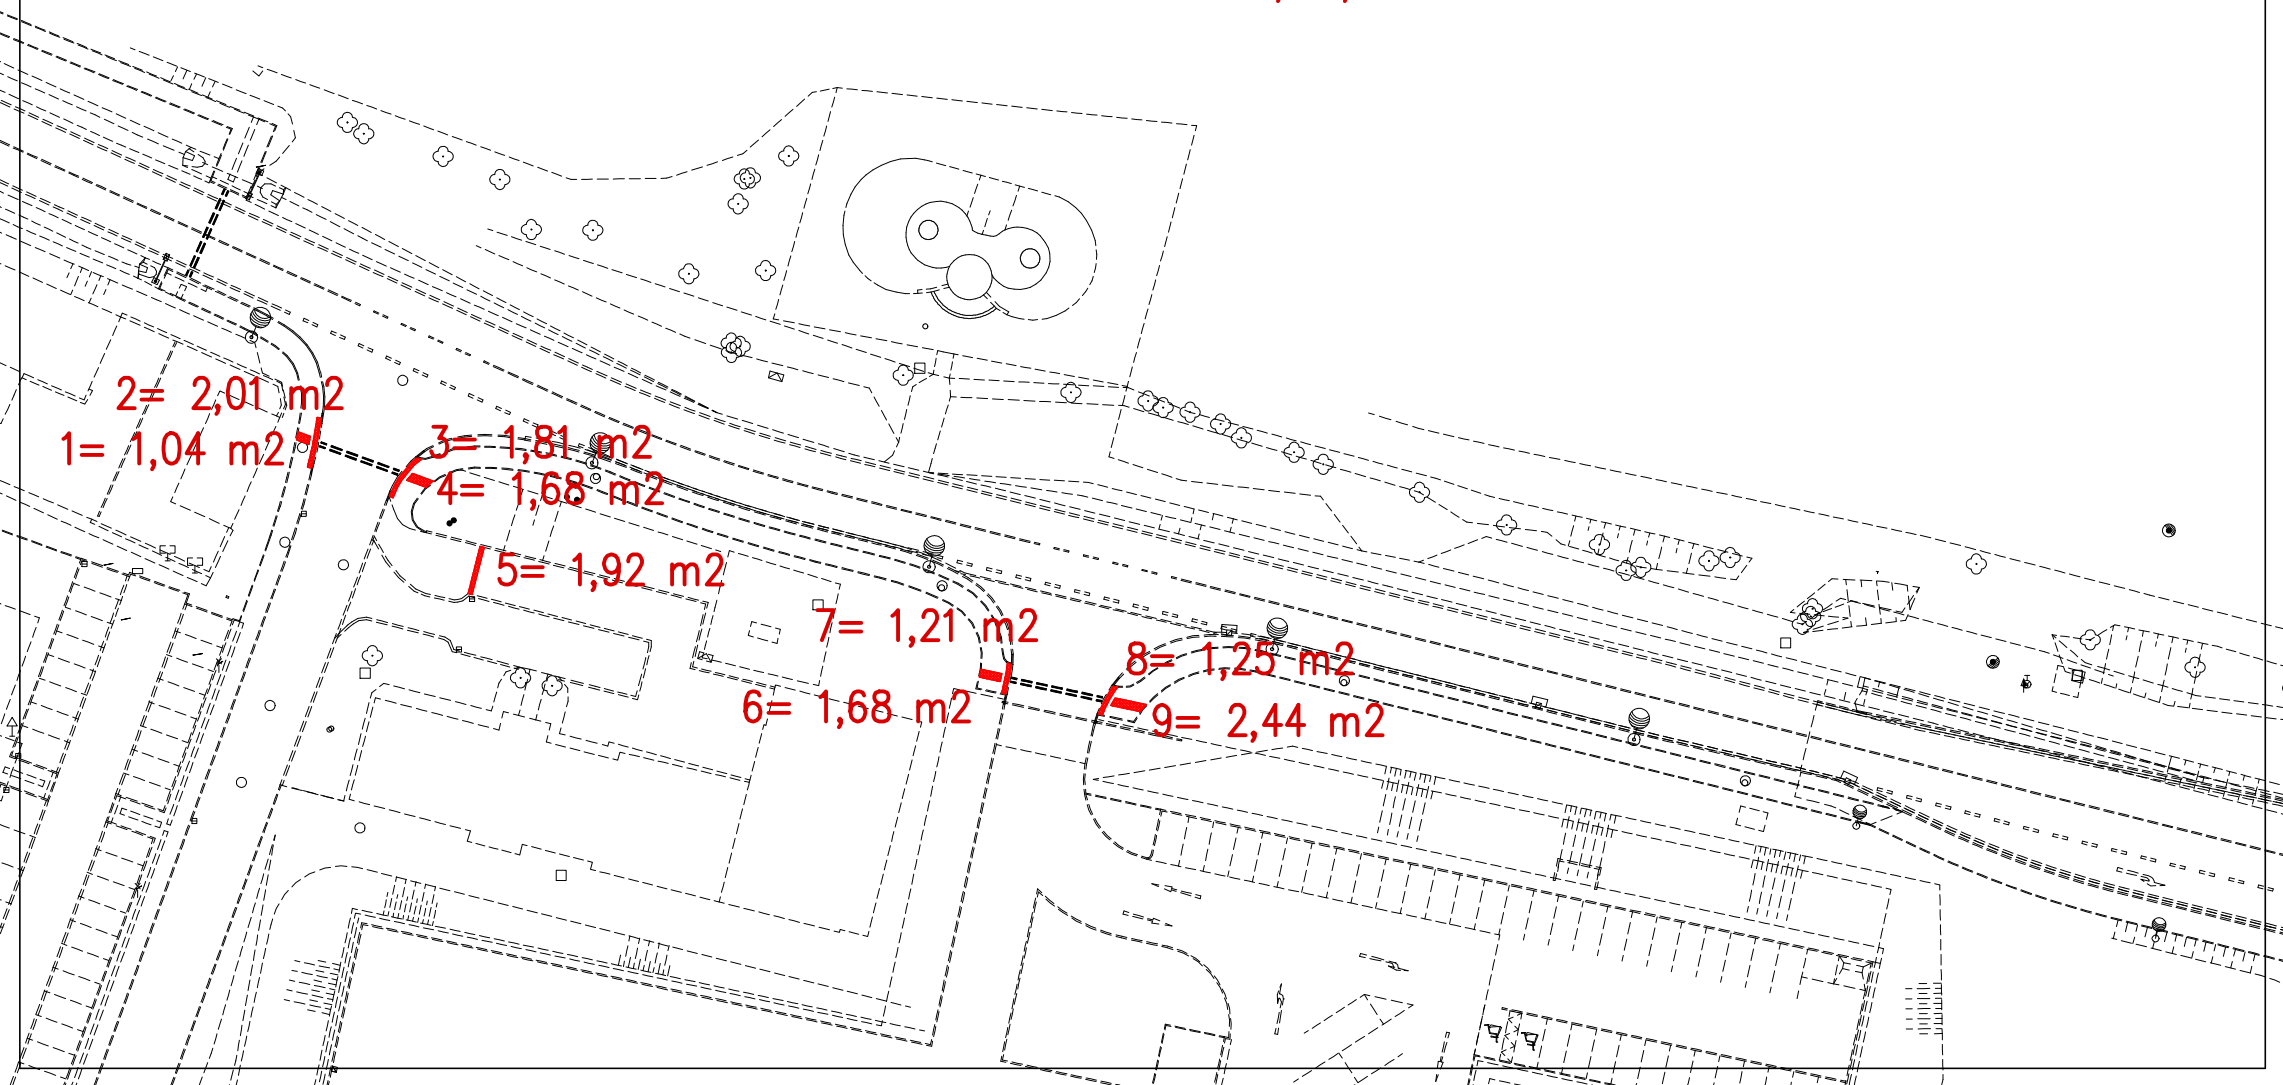 2= 2,01 m2
1= 1,04 m2
3= 1,81 m2
4= 1,68 m2
5= 1,92 m2
7= 1,21 m2
6= 1,68 m2
8= 1,25 m2
9= 2,44 m2